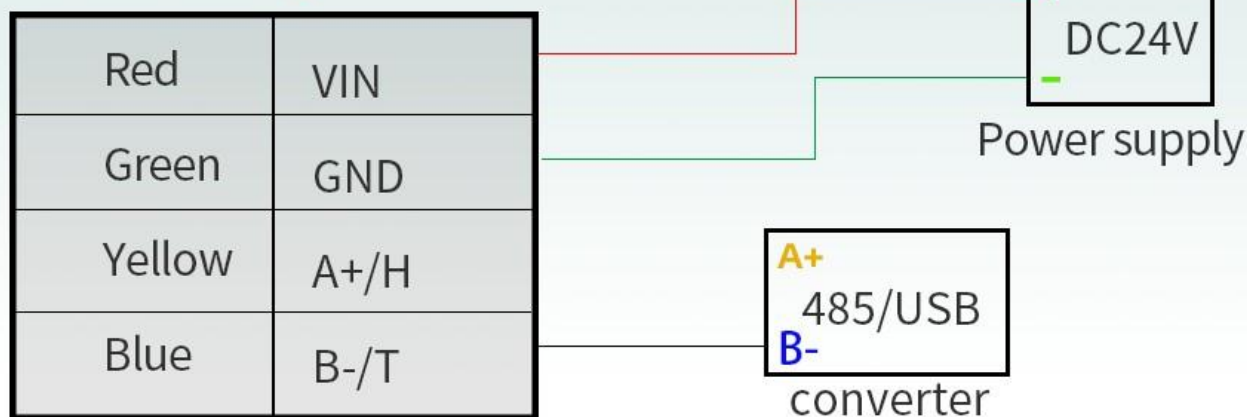 Red VIN
Green GND
Yellow A+/H
Blue B-/T
DC24V
-
Power supply
A+
485/USB
B-
converter